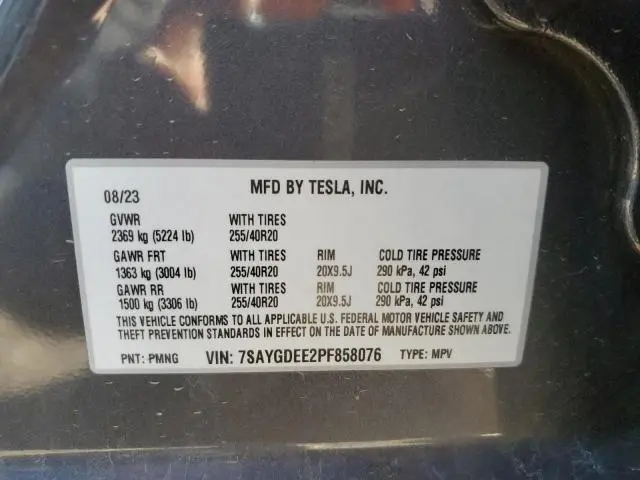 MFD BY TESLA, INC.
08/23
GVWR WITH TIRES
2369 kg (5224 lb) 255/40R20
GAWR FRT WITH TIRES RIM COLD TIRE PRESSURE
1363 kg (3004 lb) 255/40R20 20X9.5J 290 kPa, 42 psi
GAWR RR WITH TIRES RIM COLD TIRE PRESSURE
1500 kg (3306 lb) 255/40R20 20X9.5J 290 kPa, 42 psi
THIS VEHICLE CONFORMS TO ALL APPLICABLE U.S. FEDERAL MOTOR VEHICLE SAFETY AND
THEFT PREVENTION STANDARDS IN EFFECT ON THE DATE OF MANUFACTURE SHOWN ABOVE.
PNT: PMNG VIN: 7SAYGDEE2PF858076 TYPE: MPV